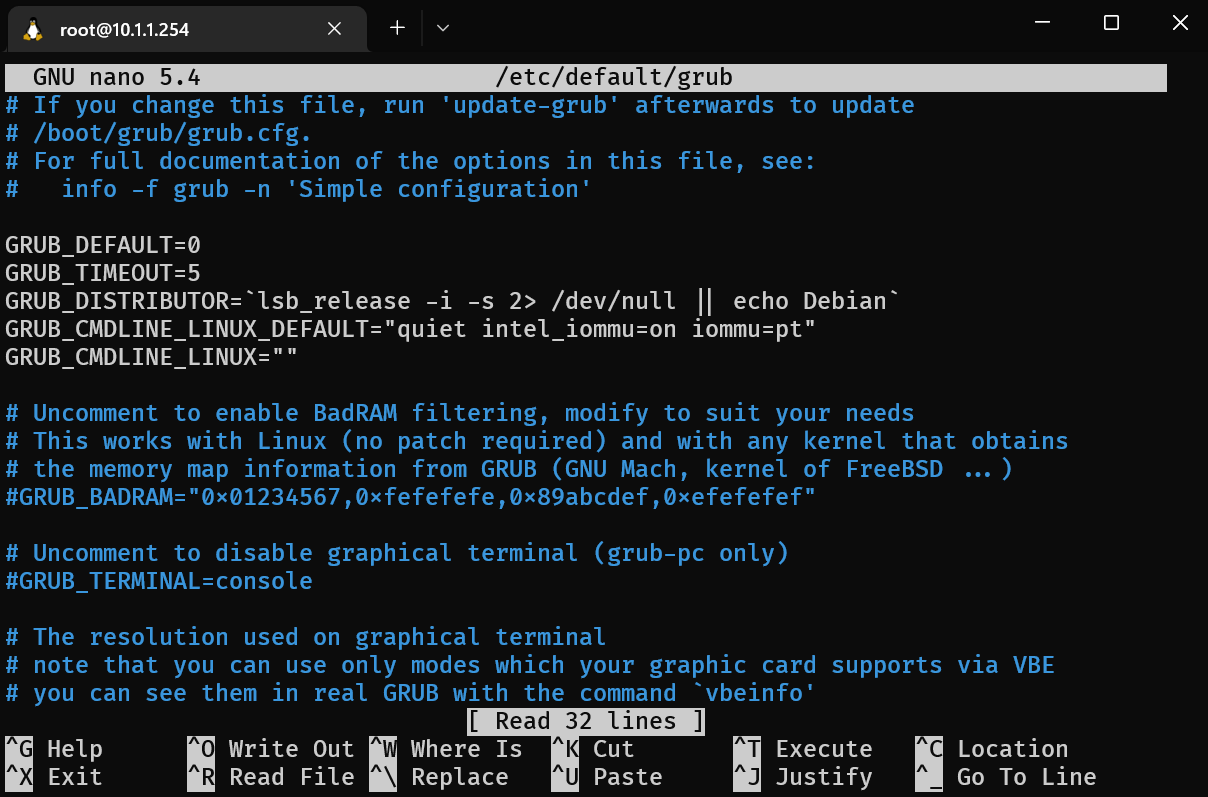 root@10.1.1.254
GNU nano 5.4 /etc/default/grub
# If you change this file, run 'update-grub' afterwards to update
# /boot/grub/grub.cfg.
# For full documentation of the options in this file, see:
#   info -f grub -n 'Simple configuration'
GRUB_DEFAULT=0
GRUB_TIMEOUT=5
GRUB_DISTRIBUTOR=`lsb_release -i -s 2> /dev/null || echo Debian`
GRUB_CMDLINE_LINUX_DEFAULT="quiet intel_iommu=on iommu=pt"
GRUB_CMDLINE_LINUX=""
# Uncomment to enable BadRAM filtering, modify to suit your needs
# This works with Linux (no patch required) and with any kernel that obtains
# the memory map information from GRUB (GNU Mach, kernel of FreeBSD ...)
#GRUB_BADRAM="0x01234567,0xfefefefe,0x89abcdef,0xefefefef"
# Uncomment to disable graphical terminal (grub-pc only)
#GRUB_TERMINAL=console
# The resolution used on graphical terminal
# note that you can use only modes which your graphic card supports via VBE
# you can see them in real GRUB with the command `vbeinfo'
[ Read 32 lines ]
^G Help ^O Write Out ^W Where Is ^K Cut ^T Execute ^C Location
^X Exit ^R Read File ^\ Replace ^U Paste ^J Justify ^_ Go To Line